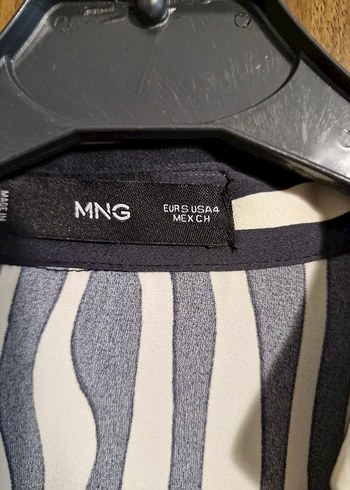 MADE IN
MNG
EUR S USA 4
MEX CH